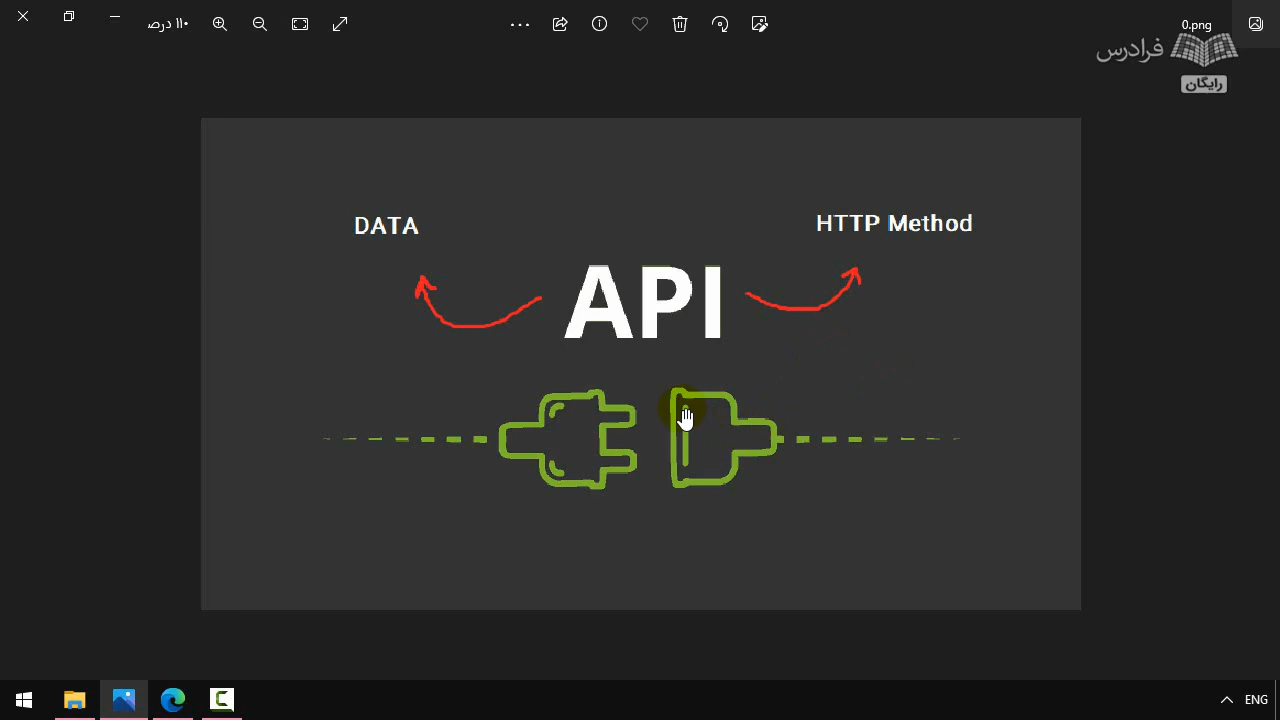 ۱۱۰ درصد
0.png
فرادرس
رایگان
DATA
HTTP Method
API
ENG